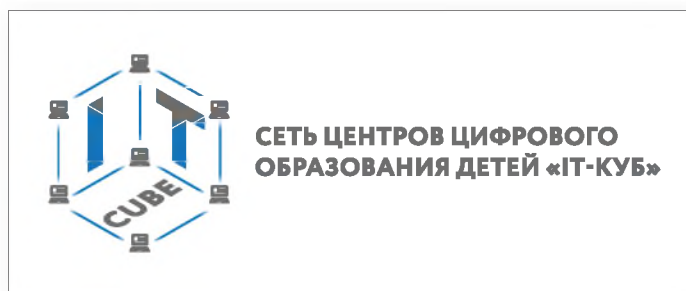 IT
CUBE
СЕТЬ ЦЕНТРОВ ЦИФРОВОГО
ОБРАЗОВАНИЯ ДЕТЕЙ «IT-КУБ»